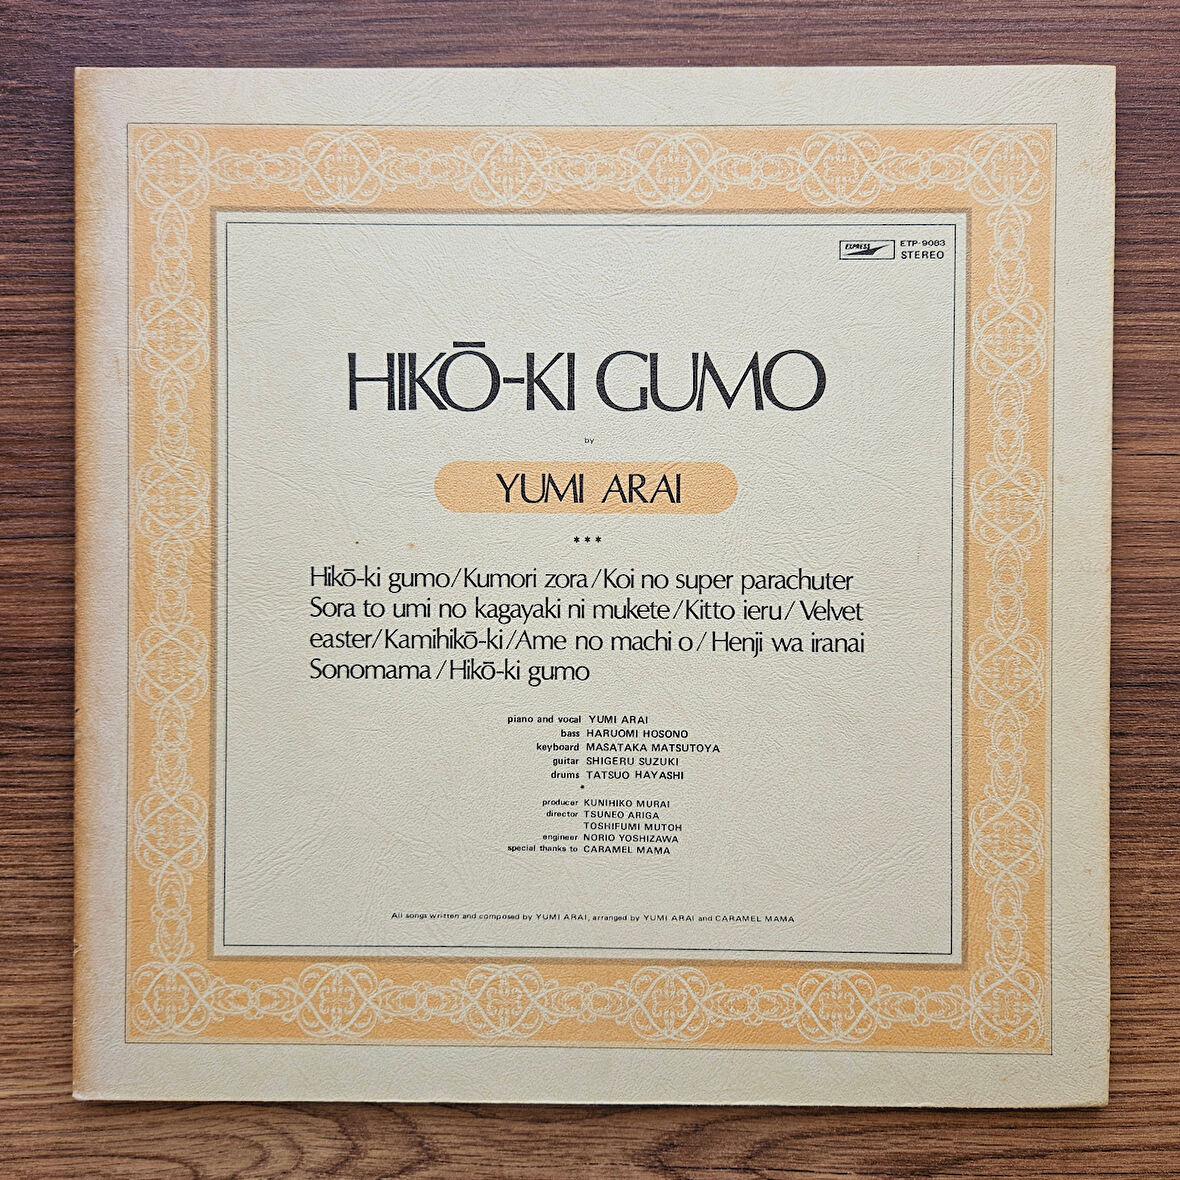 EXPRESS ETP-9083
STEREO
HIKŌ-KI GUMO
by
YUMI ARAI
***
Hikō-ki gumo/Kumori zora/Koi no super parachuter
Sora to umi no kagayaki ni mukete/Kitto ieru/Velvet
easter/Kamihikō-ki/Ame no machi o/Henji wa iranai
Sonomama/Hikō-ki gumo
piano and vocal YUMI ARAI
bass HARUOMI HOSONO
keyboard MASATAKA MATSUTOYA
guitar SHIGERU SUZUKI
drums TATSUO HAYASHI
*
producer KUNIHIKO MURAI
director TSUNEO ARIGA
TOSHIFUMI MUTOH
engineer NORIO YOSHIZAWA
special thanks to CARAMEL MAMA
All songs written and composed by YUMI ARAI, arranged by YUMI ARAI and CARAMEL MAMA